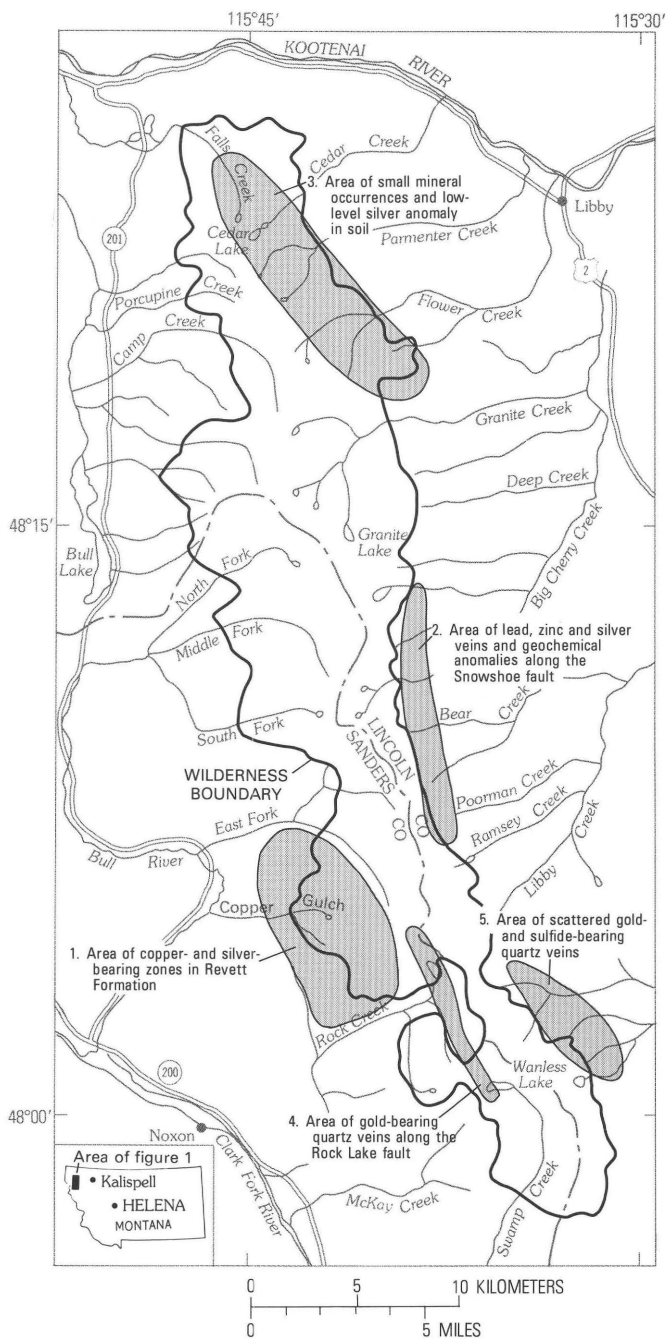 115°45′
115°30′
KOOTENAI
RIVER
Falls
Creek
Cedar
Creek
3. Area of small mineral
occurrences and low-
level silver anomaly
in soil
Libby
Cedar
Lake
Parmenter Creek
201
2
Porcupine
Creek
Flower
Creek
Camp
Creek
Granite Creek
Deep Creek
48°15′
Granite
Lake
Bull
Lake
North
Fork
Big Cherry Creek
Middle Fork
2. Area of lead, zinc and silver
veins and geochemical
anomalies along the
Snowshoe fault
Bear
Creek
South Fork
LINCOLN
SANDERS
CO
CO
WILDERNESS
BOUNDARY
Poorman Creek
Ramsey Creek
East Fork
Bull
River
Libby
Creek
Copper
Gulch
5. Area of scattered gold-
and sulfide-bearing
quartz veins
1. Area of copper- and silver-
bearing zones in Revett
Formation
Rock Creek
Wanless
Lake
200
48°00′
4. Area of gold-bearing
quartz veins along the
Rock Lake fault
Noxon
Clark Fork River
Area of figure 1
Kalispell
HELENA
MONTANA
McKay Creek
Swamp
Creek
0 5 10 KILOMETERS
0 5 MILES